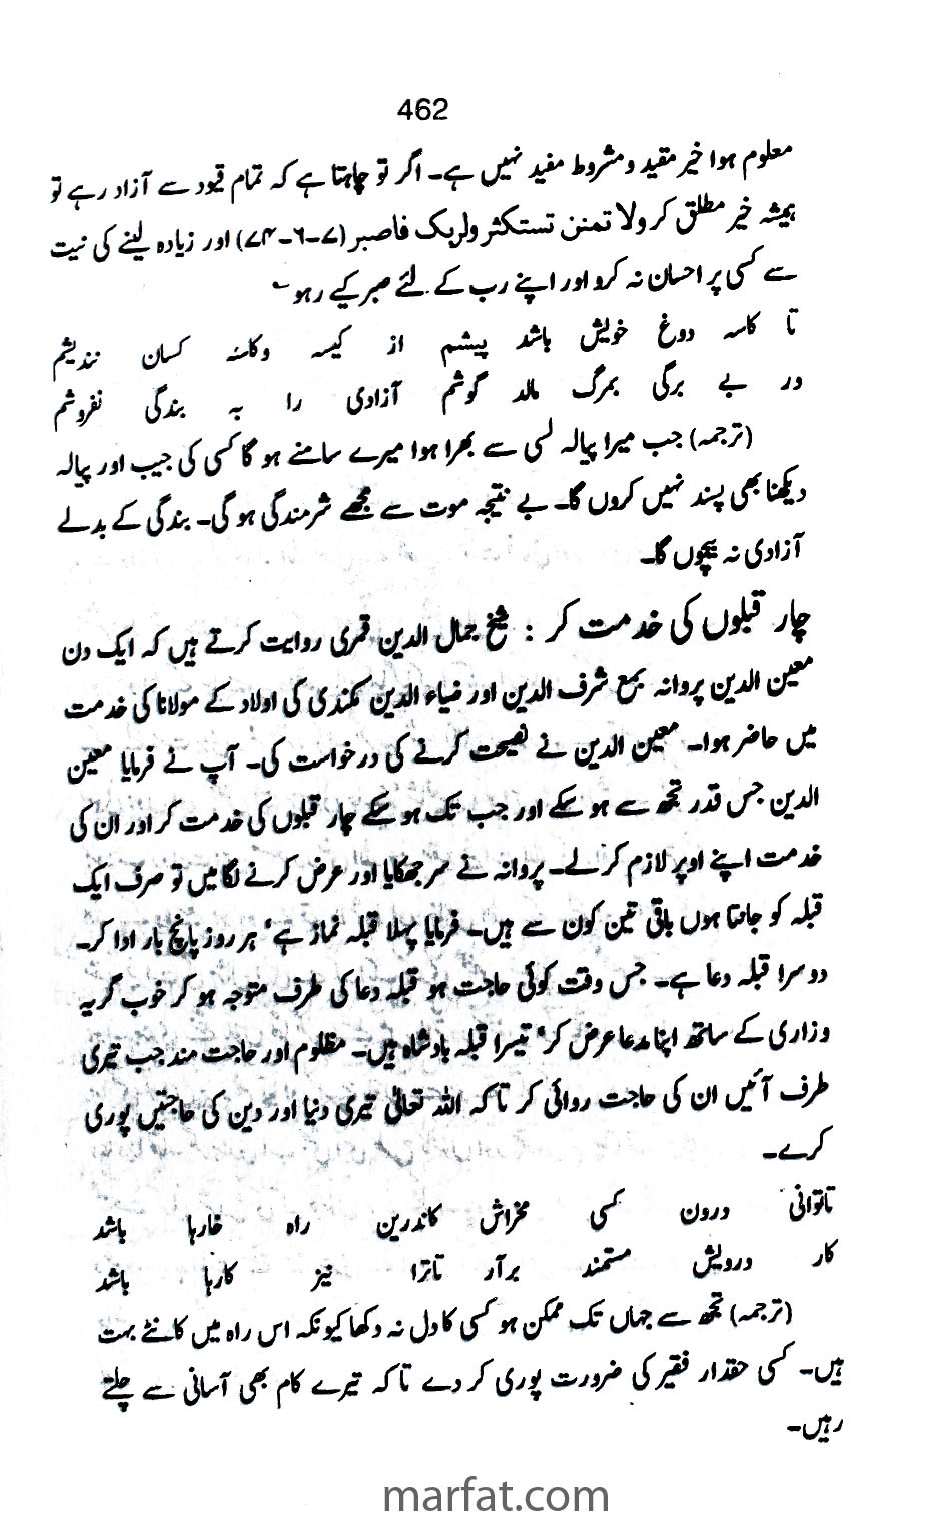 462
معلوم ہوا خیر مقید و مشروط مفید نہیں ہے۔ اگر تو چاہتا ہے کہ تمام قیود سے آزاد رہے تو
ہمیشہ خیر مطلق کر ولا تمنن تستکثر ولربک فاصبر (۷-۶-۷۴) اور زیادہ لینے کی نیت
سے کسی پر احسان نہ کرو اور اپنے رب کے لئے صبر کیے رہو ؎
تا کاسہ دوغ خویش باشد پیشم از کیسہ وکاسہ کسان نندیشم
در بے برگی بمرگ مالد گوشم آزادی را بہ بندگی نفروشم
(ترجمہ) جب میرا پیالہ لسی سے بھرا ہوا میرے سامنے ہو گا کسی کی جیب اور پیالہ
دیکھنا بھی پسند نہیں کروں گا۔ بے نتیجہ موت سے مجھے شرمندگی ہو گی۔ بندگی کے بدلے
آزادی نہ بیچوں گا۔
چار قبلوں کی خدمت کر : شیخ جمال الدین قمری روایت کرتے ہیں کہ ایک دن
معین الدین پروانہ بمع شرف الدین اور ضیاء الدین کمندی کی اولاد کے مولانا کی خدمت
میں حاضر ہوا۔ معین الدین نے نصیحت کرنے کی درخواست کی۔ آپ نے فرمایا معین
الدین جس قدر تجھ سے ہو سکے اور جب تک ہو سکے چار قبلوں کی خدمت کر اور ان کی
خدمت اپنے اوپر لازم کر لے۔ پروانہ نے سر جھکایا اور عرض کرنے لگا میں تو صرف ایک
قبلہ کو جانتا ہوں باقی تین کون سے ہیں۔ فرمایا پہلا قبلہ نماز ہے‘ ہر روز پانچ بار ادا کر۔
دوسرا قبلہ دعا ہے۔ جس وقت کوئی حاجت ہو قبلہ دعا کی طرف متوجہ ہو کر خوب گریہ
وزاری کے ساتھ اپنا مدعا عرض کر‘ تیسرا قبلہ بادشاہ ہیں۔ مظلوم اور حاجت مند جب تیری
طرف آئیں ان کی حاجت روائی کر تا کہ اللہ تعالیٰ تیری دنیا اور دین کی حاجتیں پوری
کرے۔
تاتوانی درون کسی مخراش کاندرین راہ خارہا باشد
کار درویش مستمند برآر تاترا نیز کارہا باشد
(ترجمہ) تجھ سے جہاں تک ممکن ہو کسی کا دل نہ دکھا کیونکہ اس راہ میں کانٹے بہت
ہیں۔ کسی حقدار فقیر کی ضرورت پوری کر دے تا کہ تیرے کام بھی آسانی سے چلتے
رہیں۔
marfat.com